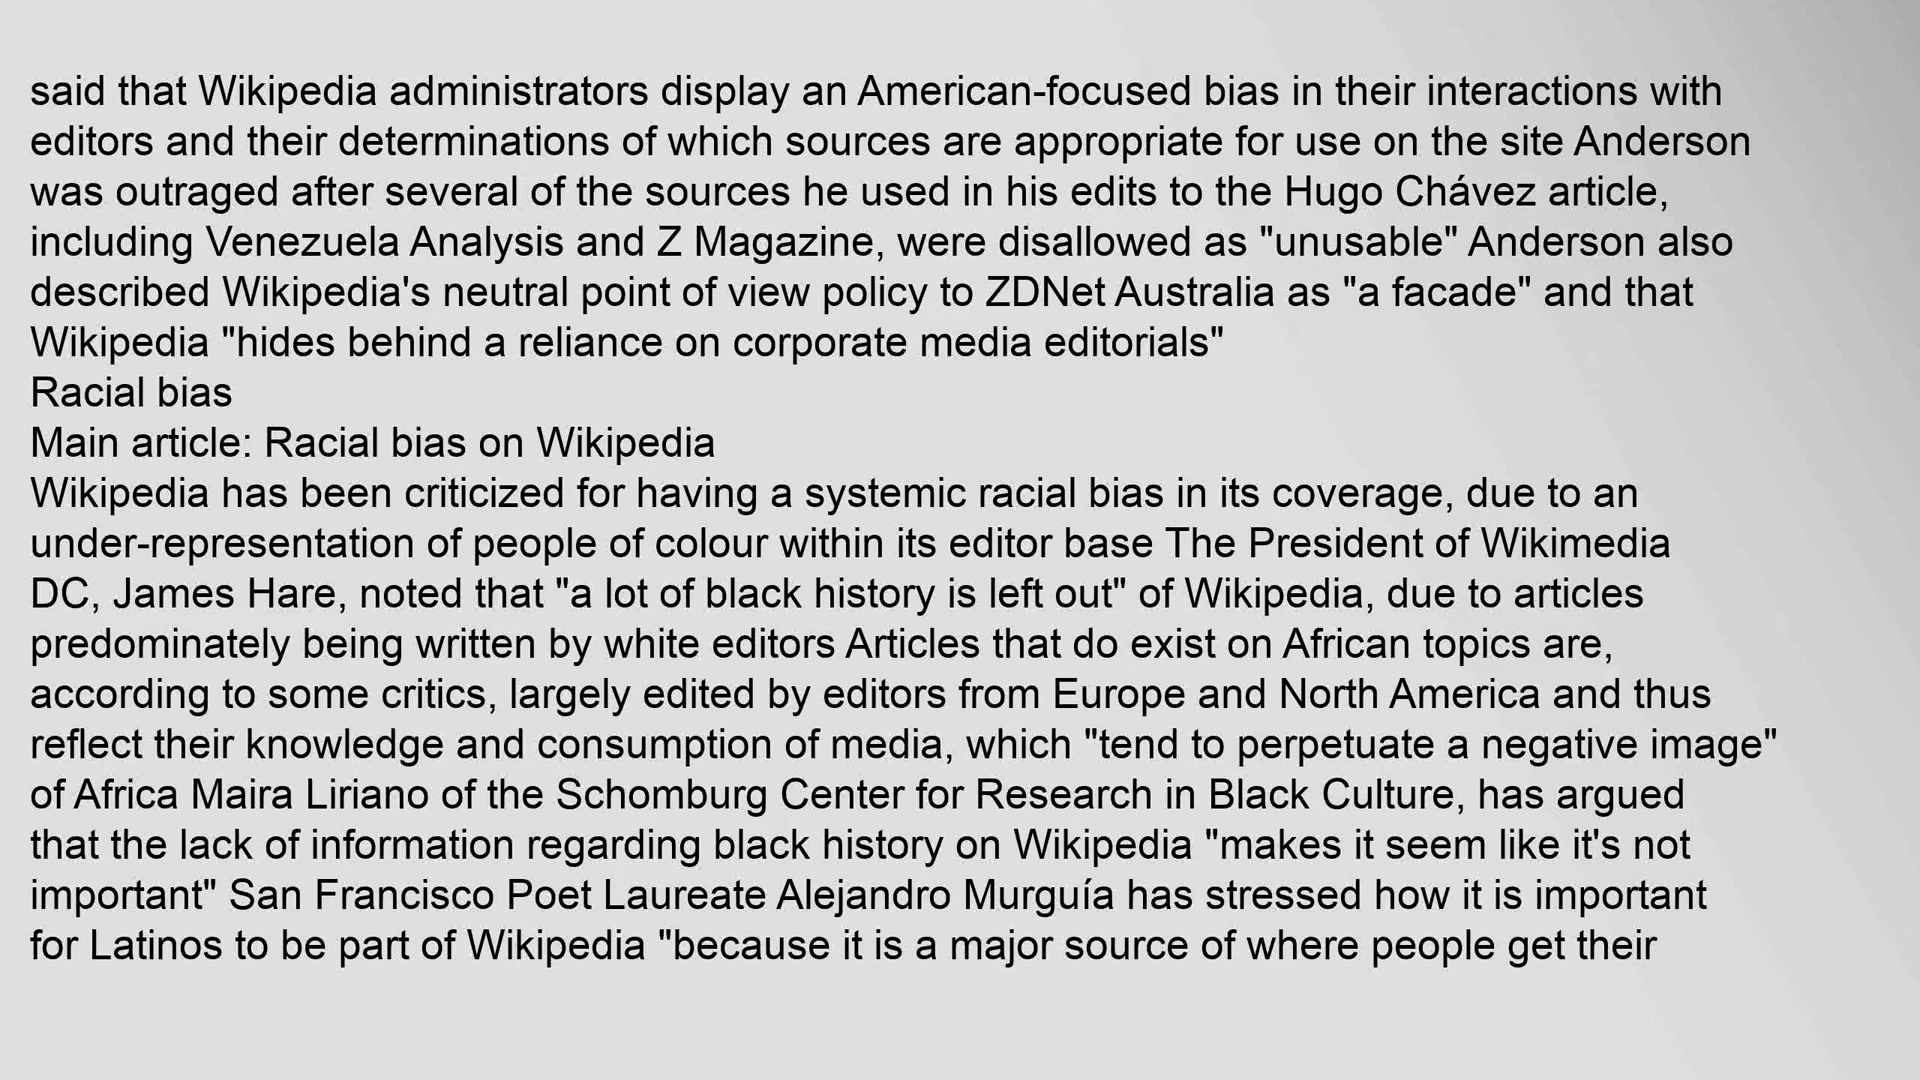 said that Wikipedia administrators display an American-focused bias in their interactions with
editors and their determinations of which sources are appropriate for use on the site Anderson
was outraged after several of the sources he used in his edits to the Hugo Chávez article,
including Venezuela Analysis and Z Magazine, were disallowed as "unusable" Anderson also
described Wikipedia's neutral point of view policy to ZDNet Australia as "a facade" and that
Wikipedia "hides behind a reliance on corporate media editorials"
Racial bias
Main article: Racial bias on Wikipedia
Wikipedia has been criticized for having a systemic racial bias in its coverage, due to an
under-representation of people of colour within its editor base The President of Wikimedia
DC, James Hare, noted that "a lot of black history is left out" of Wikipedia, due to articles
predominately being written by white editors Articles that do exist on African topics are,
according to some critics, largely edited by editors from Europe and North America and thus
reflect their knowledge and consumption of media, which "tend to perpetuate a negative image"
of Africa Maira Liriano of the Schomburg Center for Research in Black Culture, has argued
that the lack of information regarding black history on Wikipedia "makes it seem like it's not
important" San Francisco Poet Laureate Alejandro Murguía has stressed how it is important
for Latinos to be part of Wikipedia "because it is a major source of where people get their